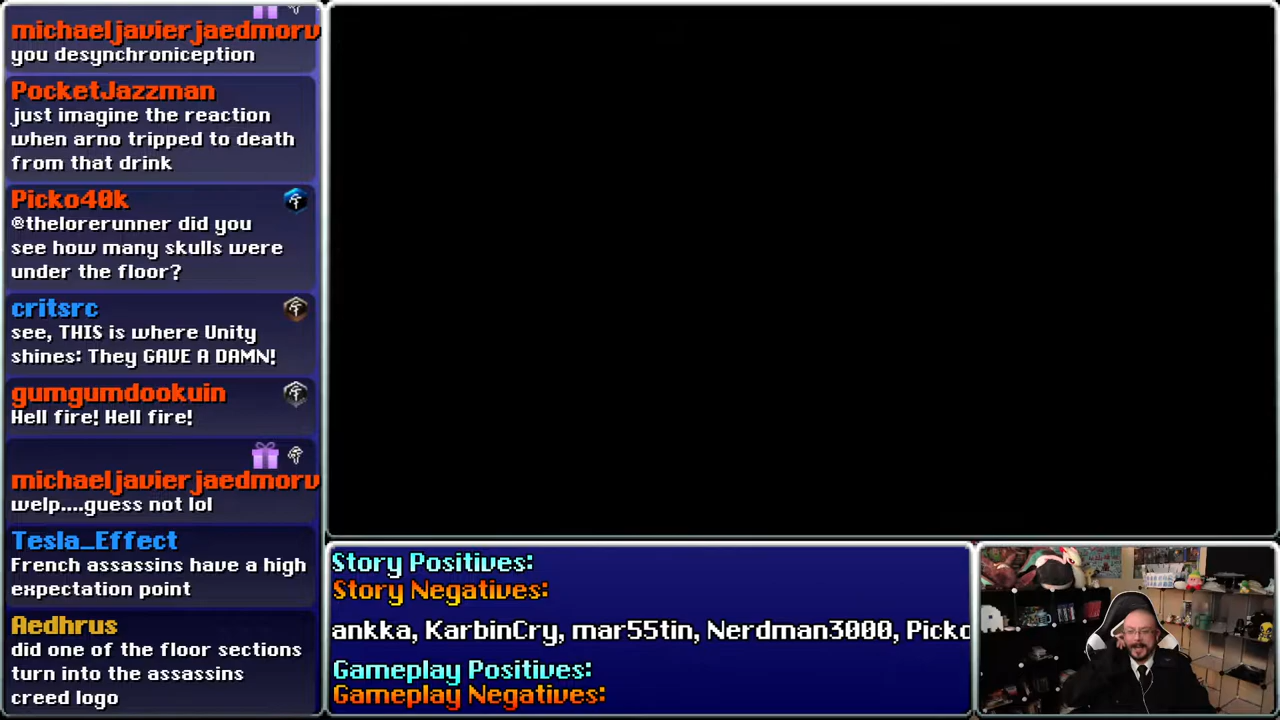 michaeljavierjaedmorv
you desynchroniception
PocketJazzman
just imagine the reaction
when arno tripped to death
from that drink
Picko40k
@thelorerunner did you
see how many skulls were
under the floor?
critsrc
see, THIS is where Unity
shines: They GAVE A DAMN!
gumgumdookuin
Hell fire! Hell fire!
michaeljavierjaedmorv
welp....guess not lol
Tesla_Effect
French assassins have a high
expectation point
Aedhrus
did one of the floor sections
turn into the assassins
creed logo
Story Positives:
Story Negatives:
ankka, KarbinCry, mar55tin, Nerdman3000, Picko
Gameplay Positives:
Gameplay Negatives: